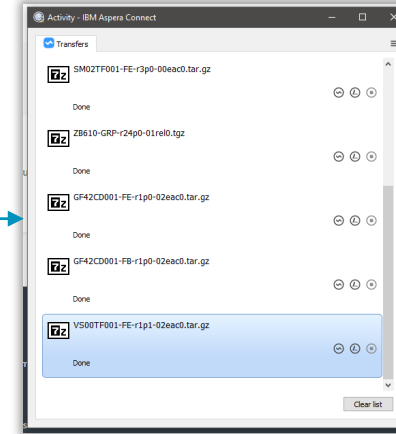 Activity - IBM Aspera Connect
Transfers
SM02TF001-FE-r3p0-00eac0.tar.gz
Done
ZB610-GRP-r24p0-01rel0.tgz
Done
GF42CD001-FE-r1p0-02eac0.tar.gz
Done
GF42CD001-FB-r1p0-02eac0.tar.gz
Done
VS00TF001-FE-r1p1-02eac0.tar.gz
Done
Clear list